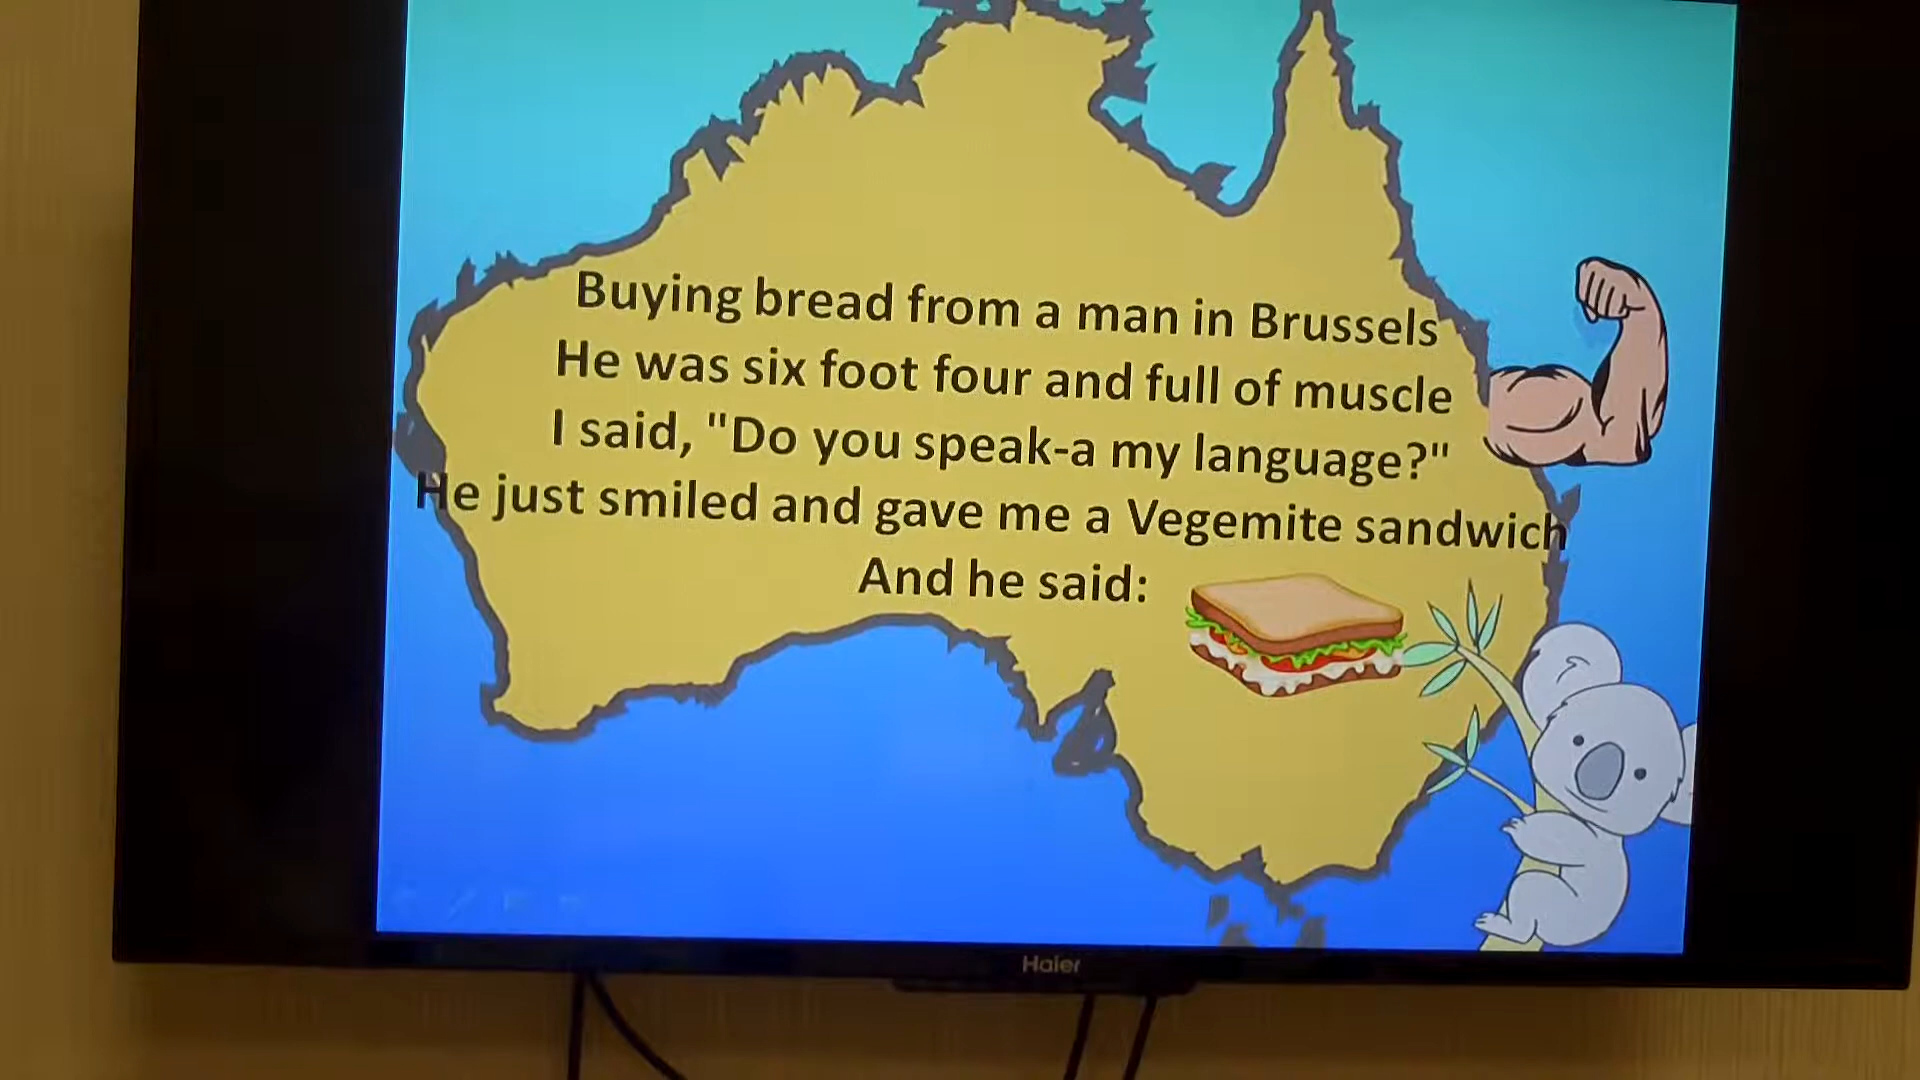 Buying bread from a man in Brussels
He was six foot four and full of muscle
I said, "Do you speak-a my language?"
He just smiled and gave me a Vegemite sandwich
And he said:
Haier